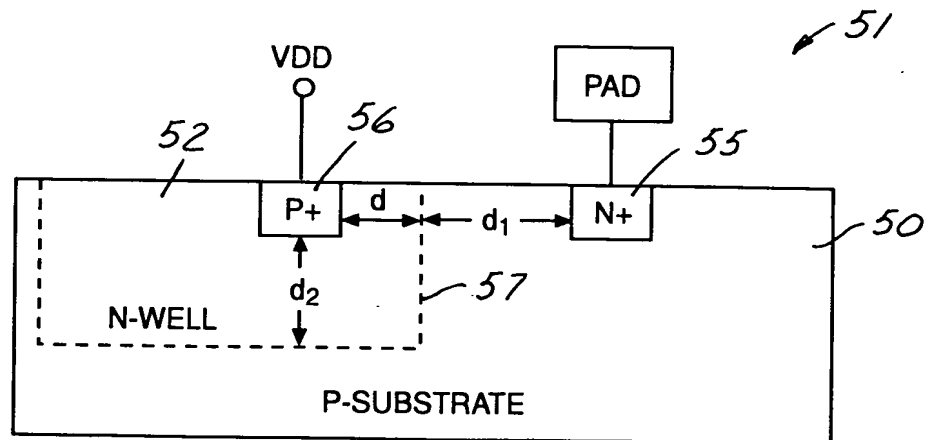 51
VDD
PAD
52
56
55
P+
d
d1
N+
50
d2
57
N-WELL
P-SUBSTRATE